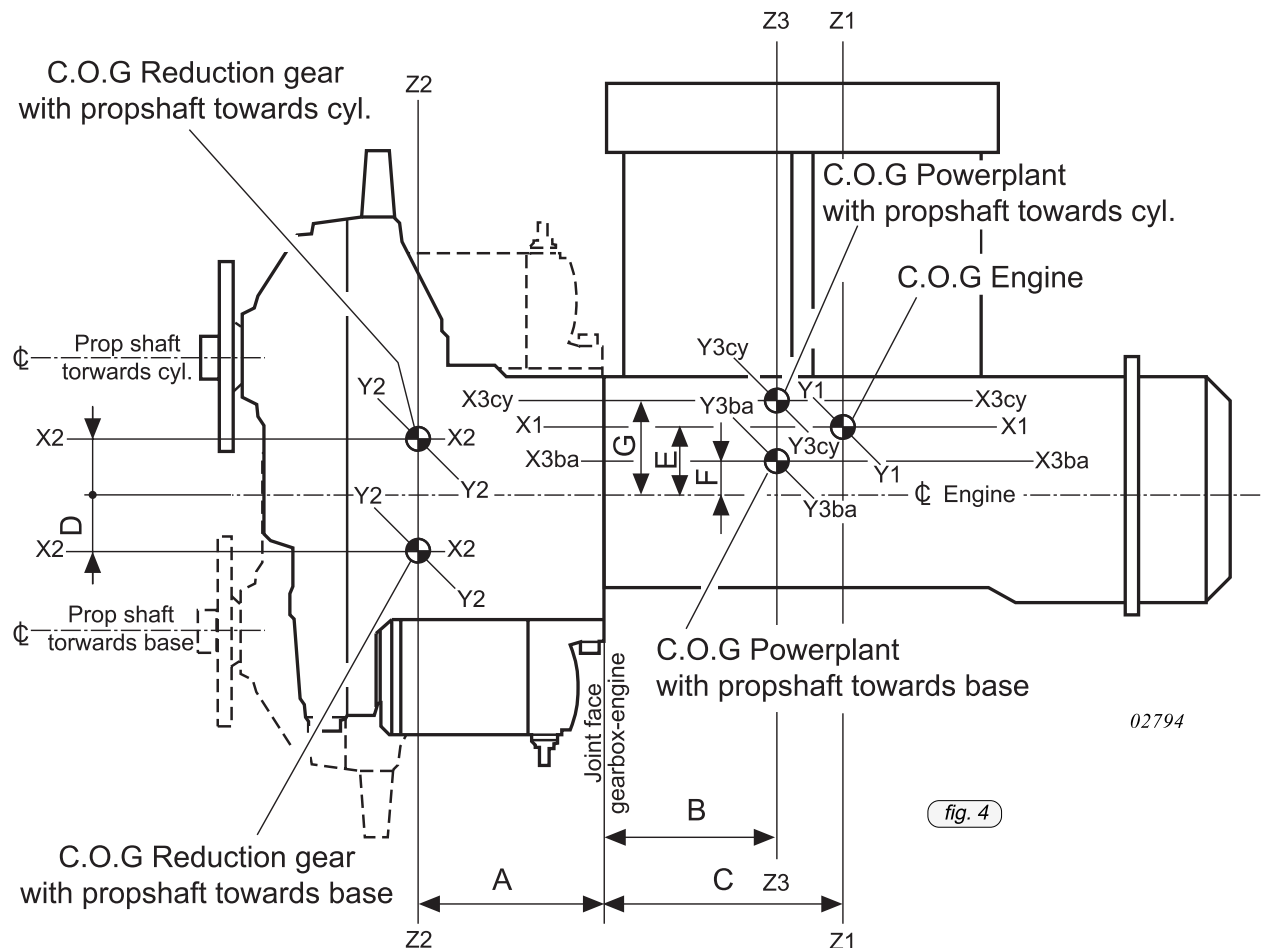 Z3
Z1
C.O.G Reduction gear
with propshaft towards cyl.
Z2
C.O.G Powerplant
with propshaft towards cyl.
C.O.G Engine
℄
Prop shaft
torwards cyl.
Y3cy
Y2
X3cy
Y3ba
Y1
X3cy
X2
X2
X1
G
E
Y3cy
X1
X3ba
F
Y1
X3ba
Y2
Y2
℄ Engine
Y3ba
D
X2
X2
Y2
℄
Prop shaft
torwards base
C.O.G Powerplant
with propshaft towards base
Joint face
gearbox-engine
02794
B
fig. 4
C.O.G Reduction gear
with propshaft towards base
A
C
Z3
Z2
Z1